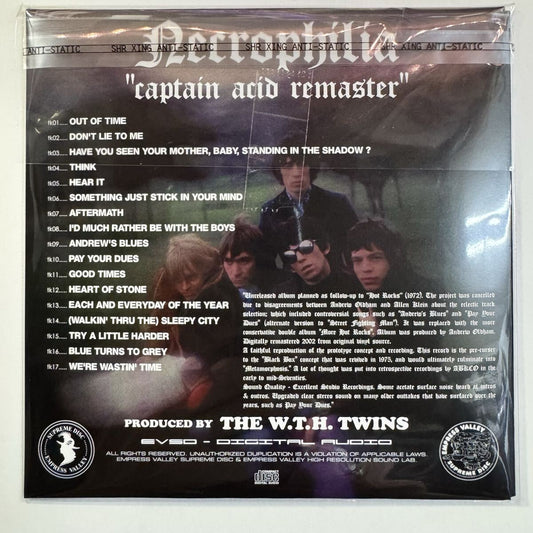 Necrophilia
ANTI-STATIC SHR XING ANTI-STATIC SHR XING ANTI-STATIC SHR XING ANTI-STATIC
"captain acid remaster"
tk01...... OUT OF TIME
tk02..... DON'T LIE TO ME
tk03..... HAVE YOU SEEN YOUR MOTHER, BABY, STANDING IN THE SHADOW ?
tk04..... THINK
tk05..... HEAR IT
tk06..... SOMETHING JUST STICK IN YOUR MIND
tk07..... AFTERMATH
tk08..... I'D MUCH RATHER BE WITH THE BOYS
tk09..... ANDREW'S BLUES
tk10..... PAY YOUR DUES
tk11...... GOOD TIMES
tk12..... HEART OF STONE
tk13..... EACH AND EVERYDAY OF THE YEAR
tk14..... (WALKIN' THRU THE) SLEEPY CITY
tk15..... TRY A LITTLE HARDER
tk16..... BLUE TURNS TO GREY
tk17..... WE'RE WASTIN' TIME
"Unreleased album planned as follow-up to "Hot Rocks" (1972). The project was cancelled
due to disagreements between Andrew Oldham and Allen Klein about the eclectic track
selection; which included controversial songs such as "Andrew's Blues" and "Pay Your
Dues" (alternate version to "Street Fighting Man"). It was replaced with the more
conservative double album "More Hot Rocks", Album was produced by Andrew Oldham.
Digitally remastered 2002 from original vinyl source.
A faithful reproduction of the prototype concept and recording. This record is the pre-curser
to the "Black Box" concept that was revived in 1975, and would ultimately culminate into
"Metamorphosis." A lot of thought was put into retrospective recordings by ABKCO in the
early to mid-Seventies.
Sound Quality - Excellent Studio Recordings. Some acetate surface noise heard at intros
& outros. Upgraded clear stereo sound on many older outtakes that have surfaced over the
years, such as Pay Your Dues."
PRODUCED BY THE W.T.H. TWINS
EVSD - DIGITAL AUDIO
ALL RIGHTS RESERVED. UNAUTHORIZED DUPLICATION IS A VIOLATION OF APPLICABLE LAWS.
EMPRESS VALLEY SUPREME DISC & EMPRESS VALLEY HIGH RESOLUTION SOUND LAB.
SUPREME DISC
EMPRESS VALLEY
COMPACT
disc
DIGITAL AUDIO
EMPRESS VALLEY
SUPREME DISC